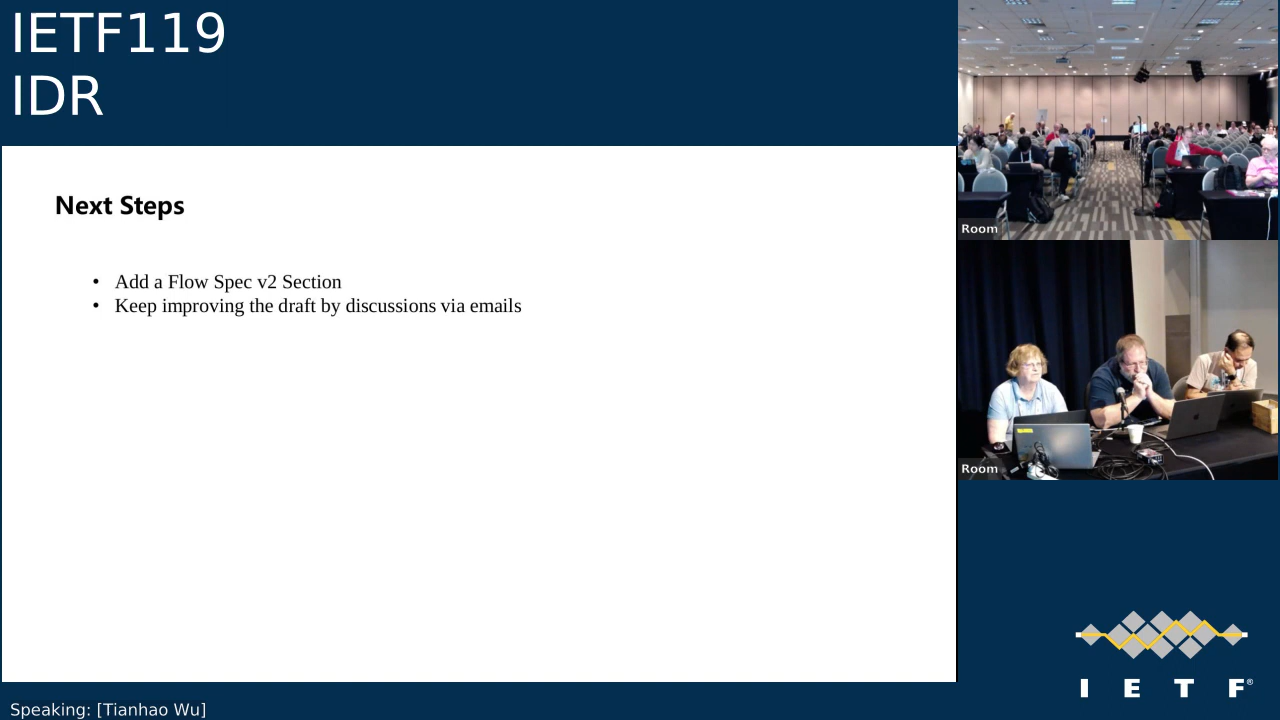 IETF119
IDR
Next Steps
• Add a Flow Spec v2 Section
• Keep improving the draft by discussions via emails
Room
Room
I E T F®
Speaking: [Tianhao Wu]